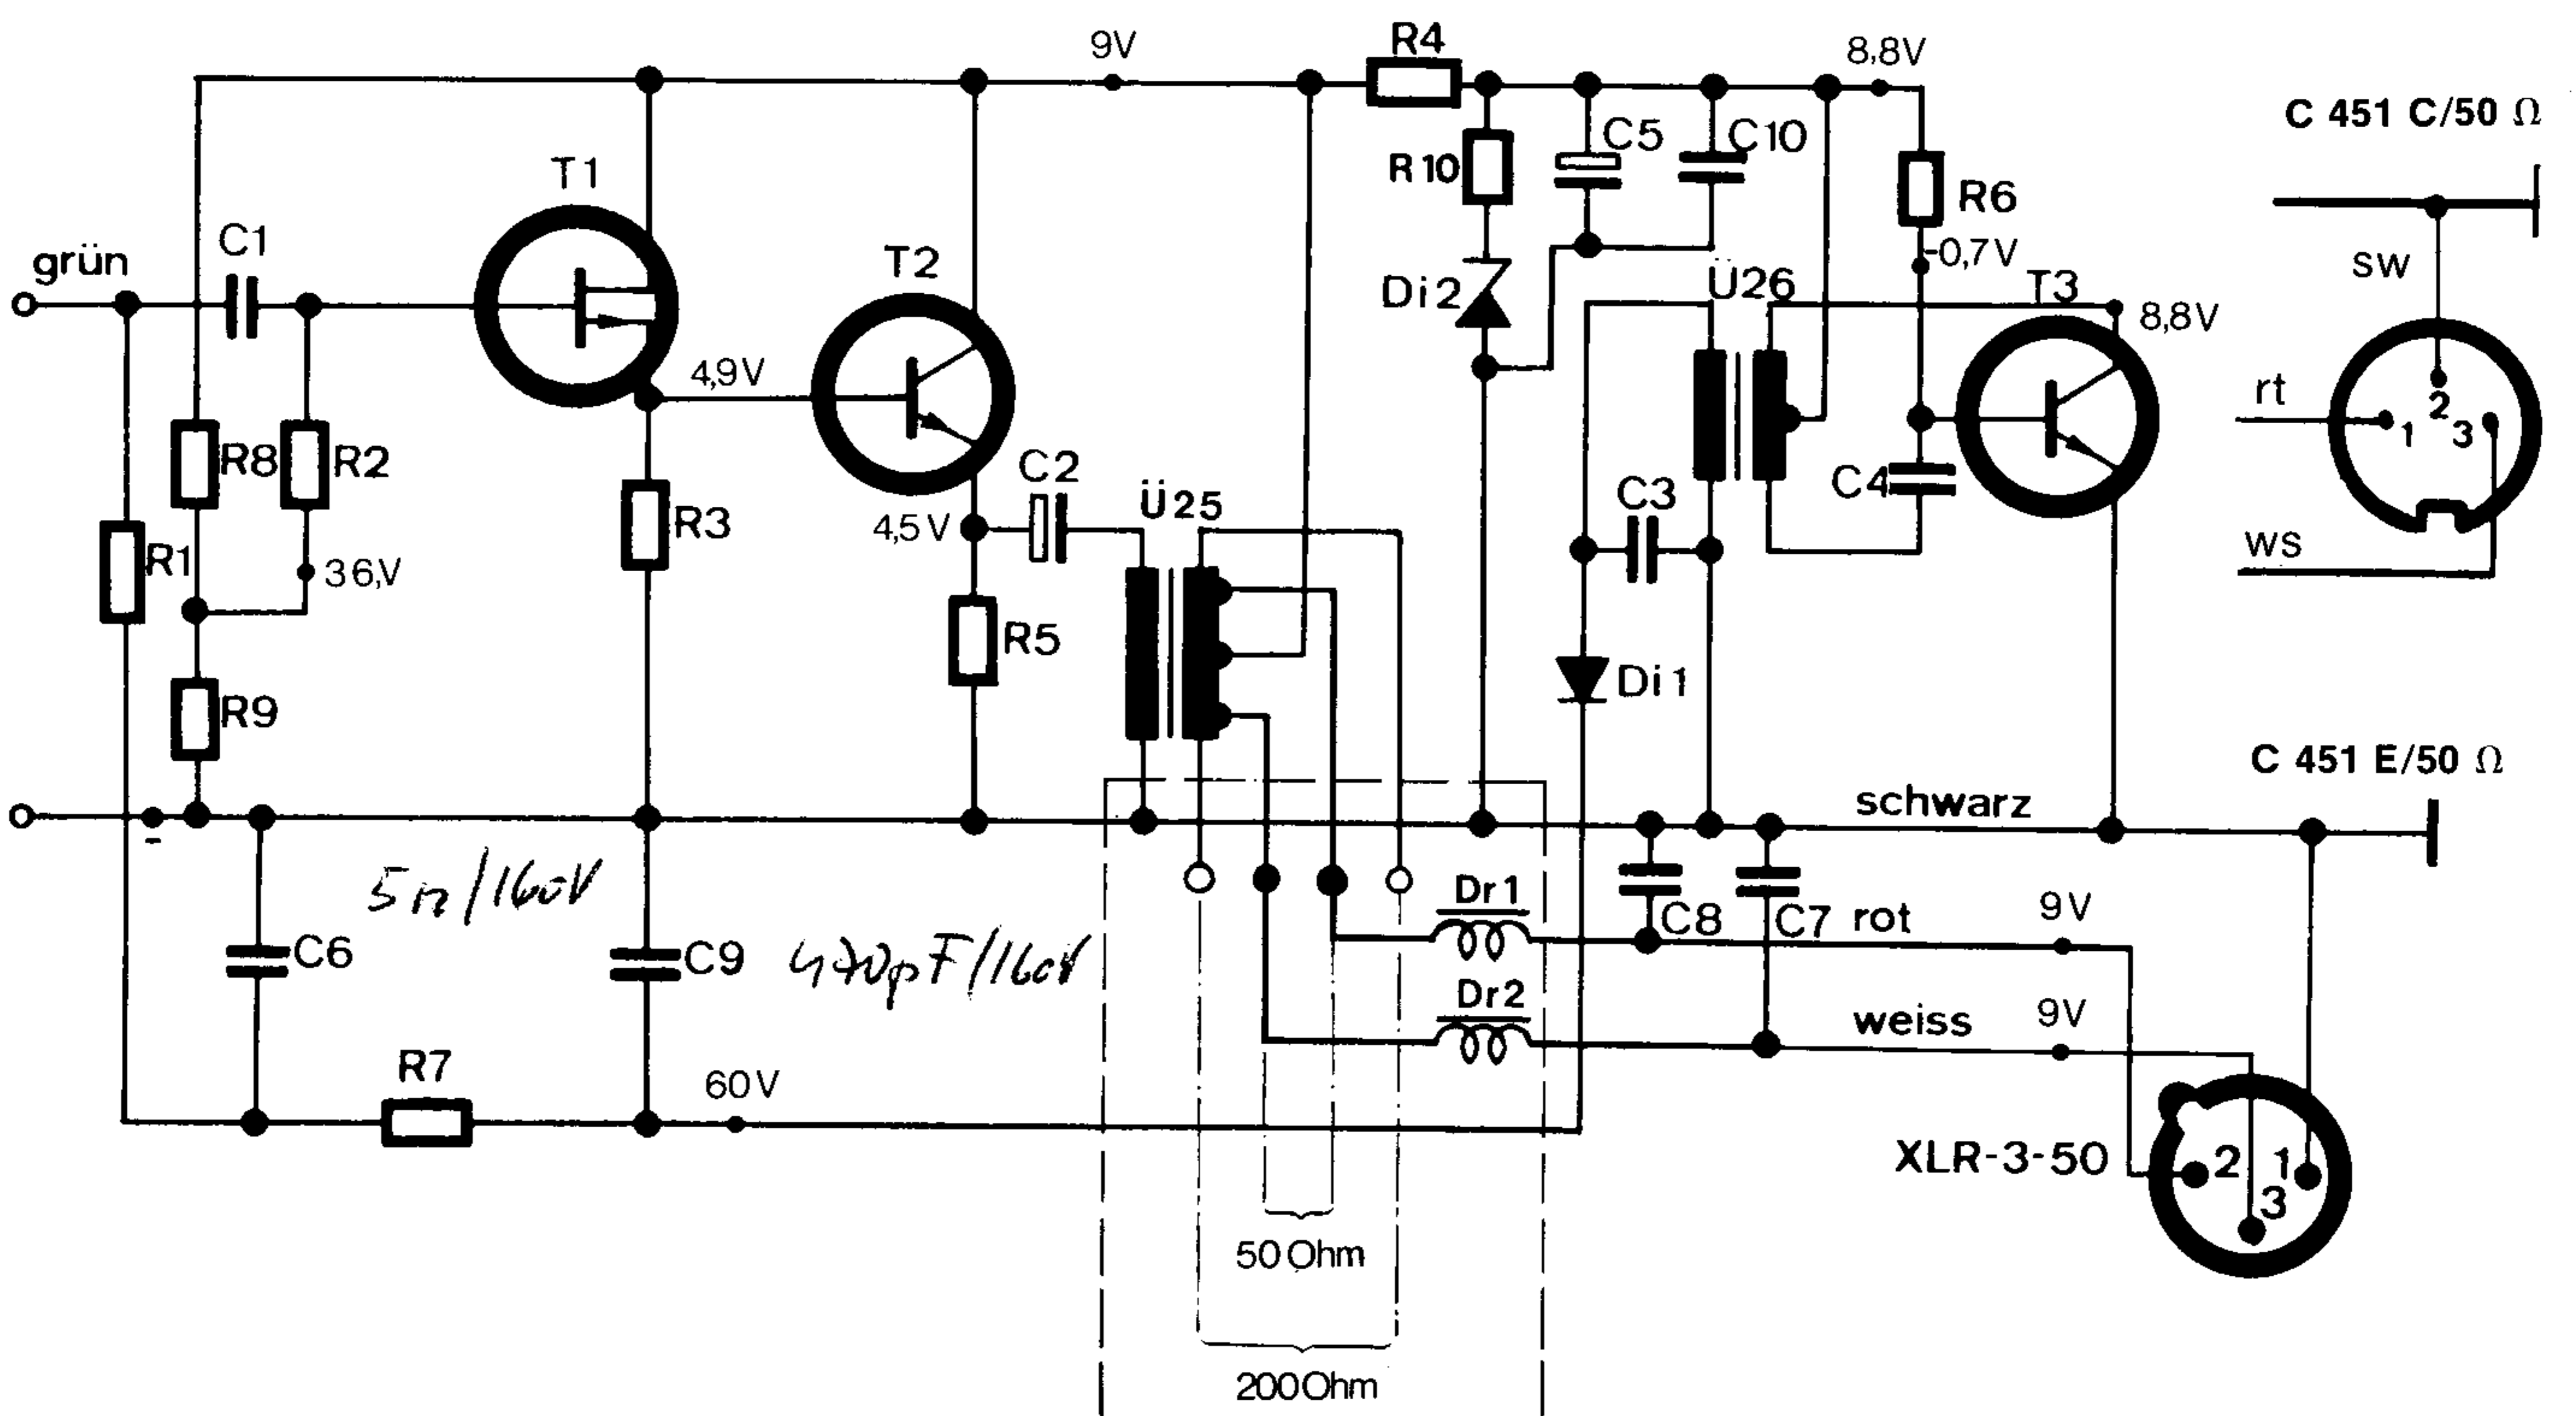 9V
R4
8,8V
C 451 C/50 Ω
T1
R10
C5
C10
R6
C1
grün
T2
-0,7V
sw
Di2
Ü26
T3
8,8V
4,9V
rt
1
2
3
R8
R2
C2
C3
C4
R3
Ü25
4,5V
ws
R1
36,V
R5
Di1
R9
C 451 E/50 Ω
schwarz
-
5n/160V
Dr1
C8
C7
rot
9V
C6
C9
470pF/160V
Dr2
weiss
9V
R7
60V
XLR-3-50
2
1
3
50 Ohm
200 Ohm